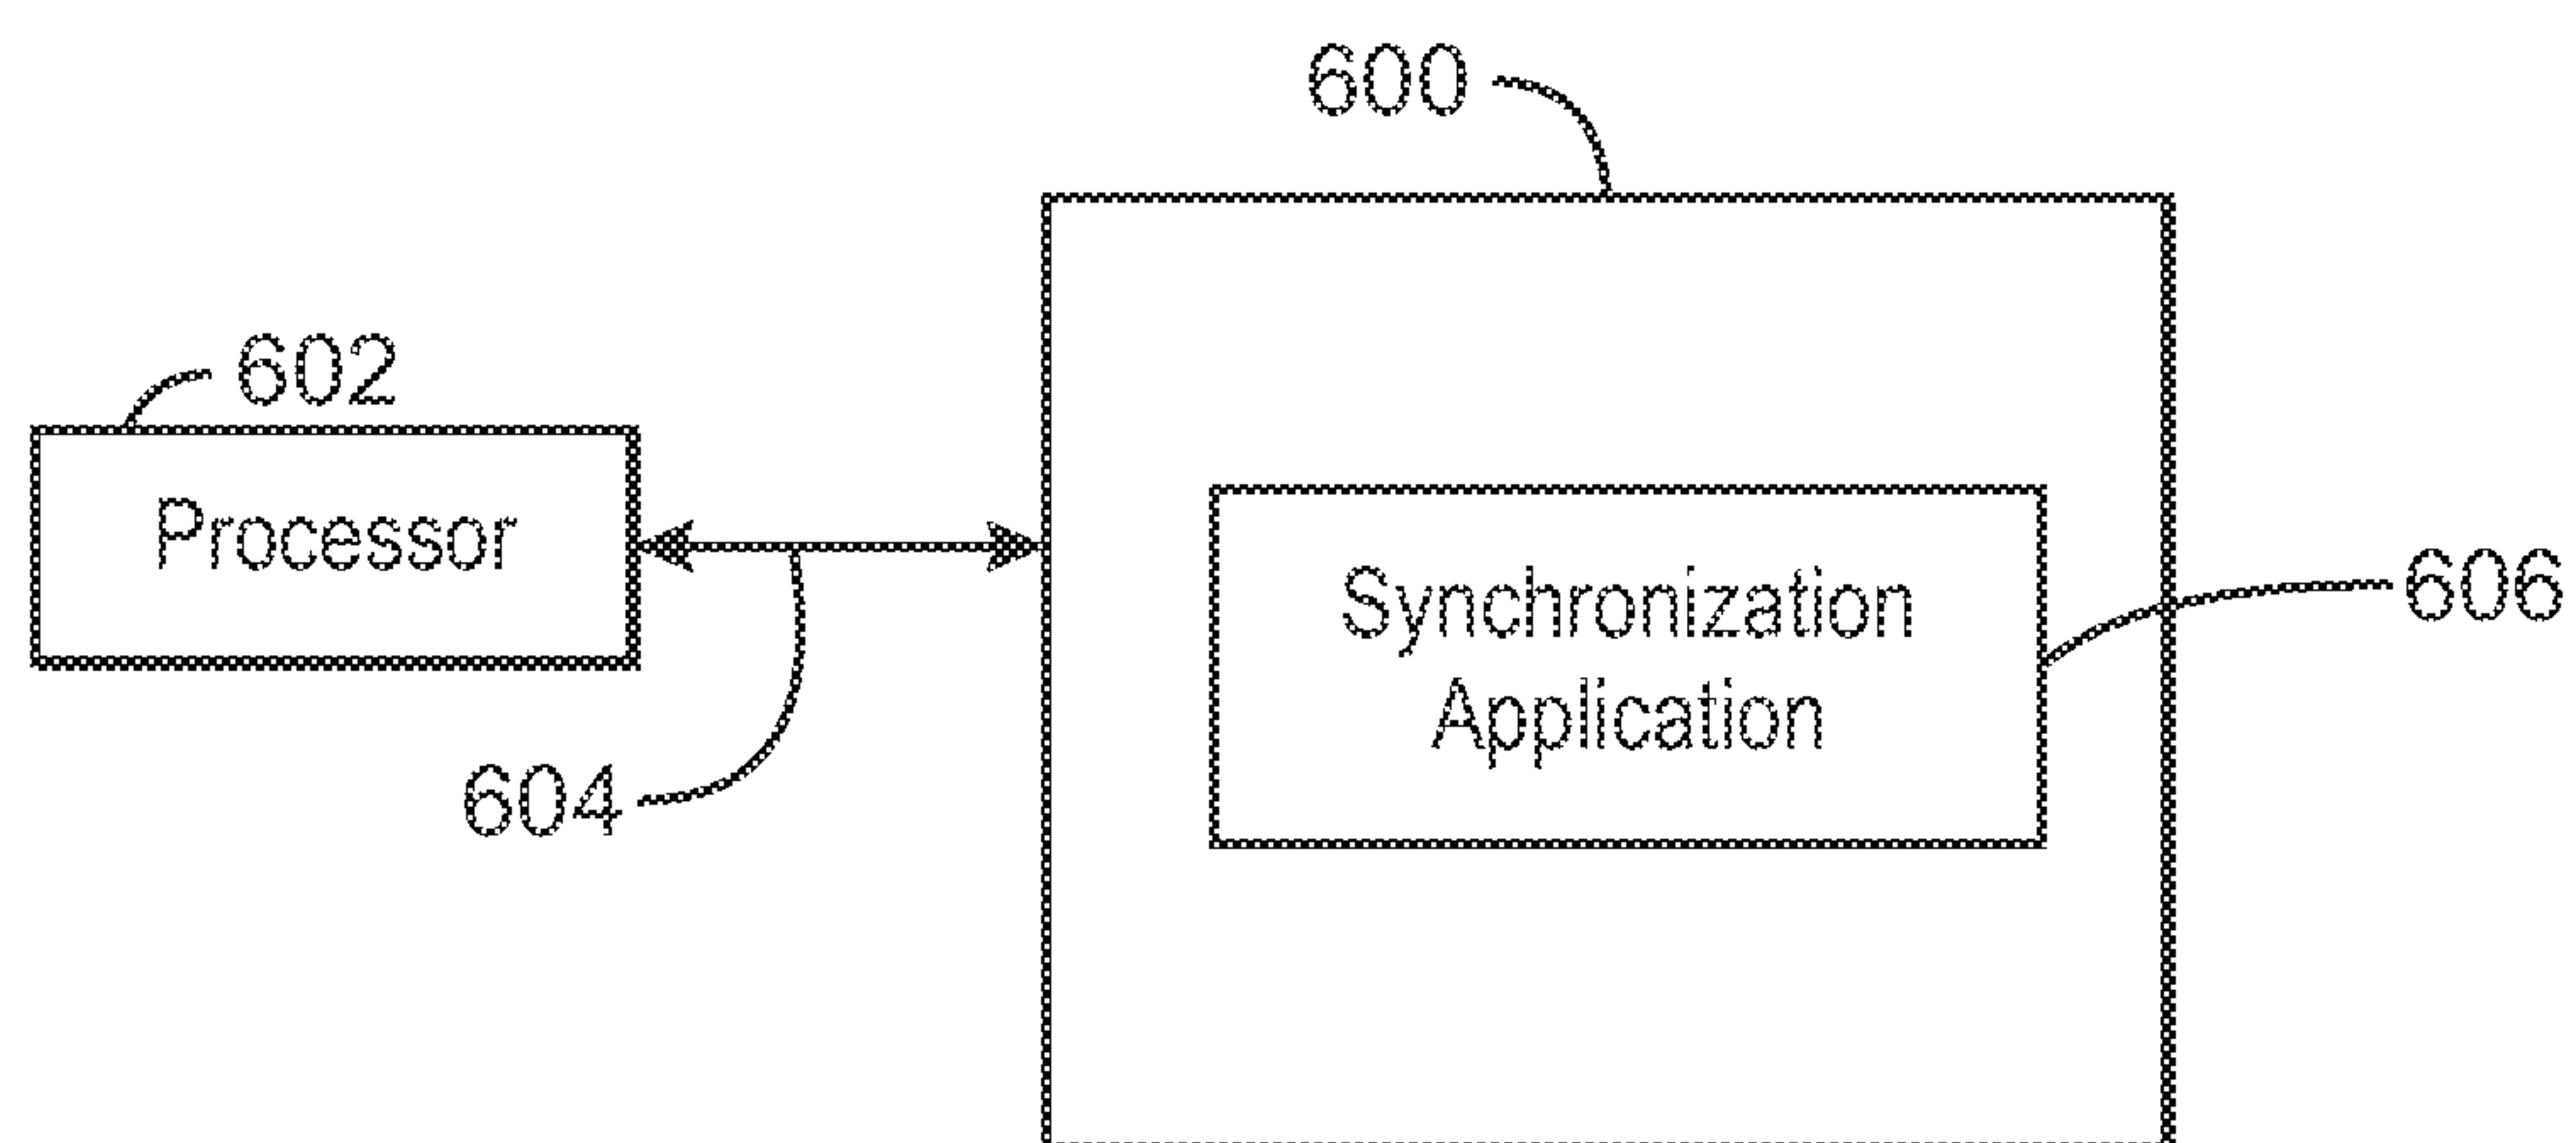 600
602
Processor
Synchronization
Application
606
604